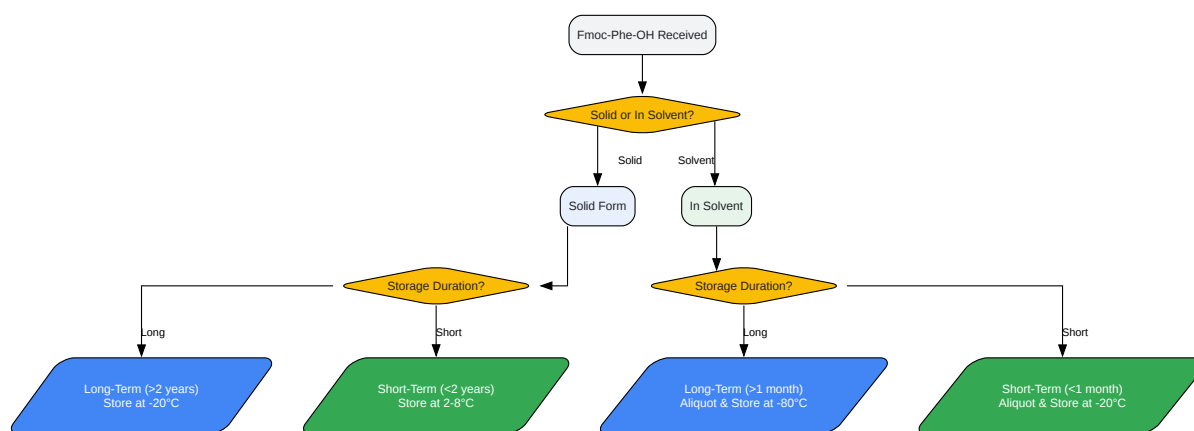 Fmoc-Phe-OH Received
Solid or In Solvent?
Solid
Solvent
Solid Form
In Solvent
Storage Duration?
Storage Duration?
Long
Short
Long
Short
Long-Term (>2 years)
Store at -20°C
Short-Term (<2 years)
Store at 2-8°C
Long-Term (>1 month)
Aliquot & Store at -80°C
Short-Term (<1 month)
Aliquot & Store at -20°C